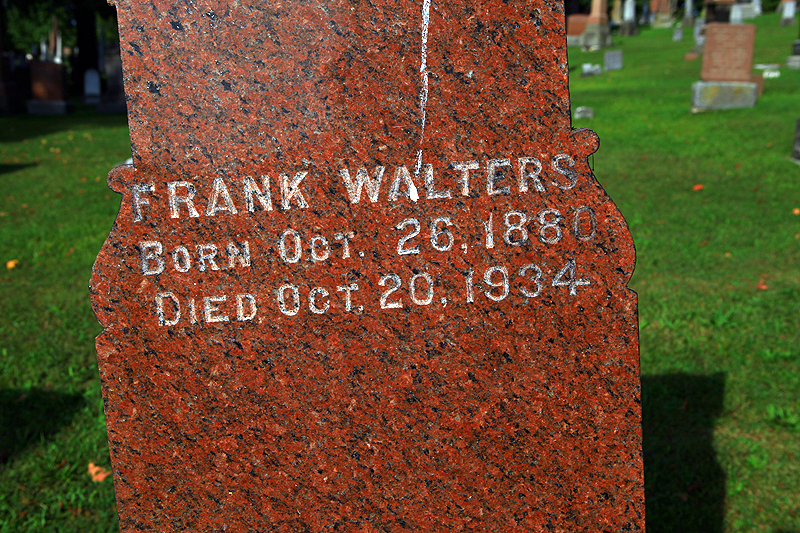 FRANK WALTERS
BORN OCT. 26, 1880
DIED OCT. 20, 1934